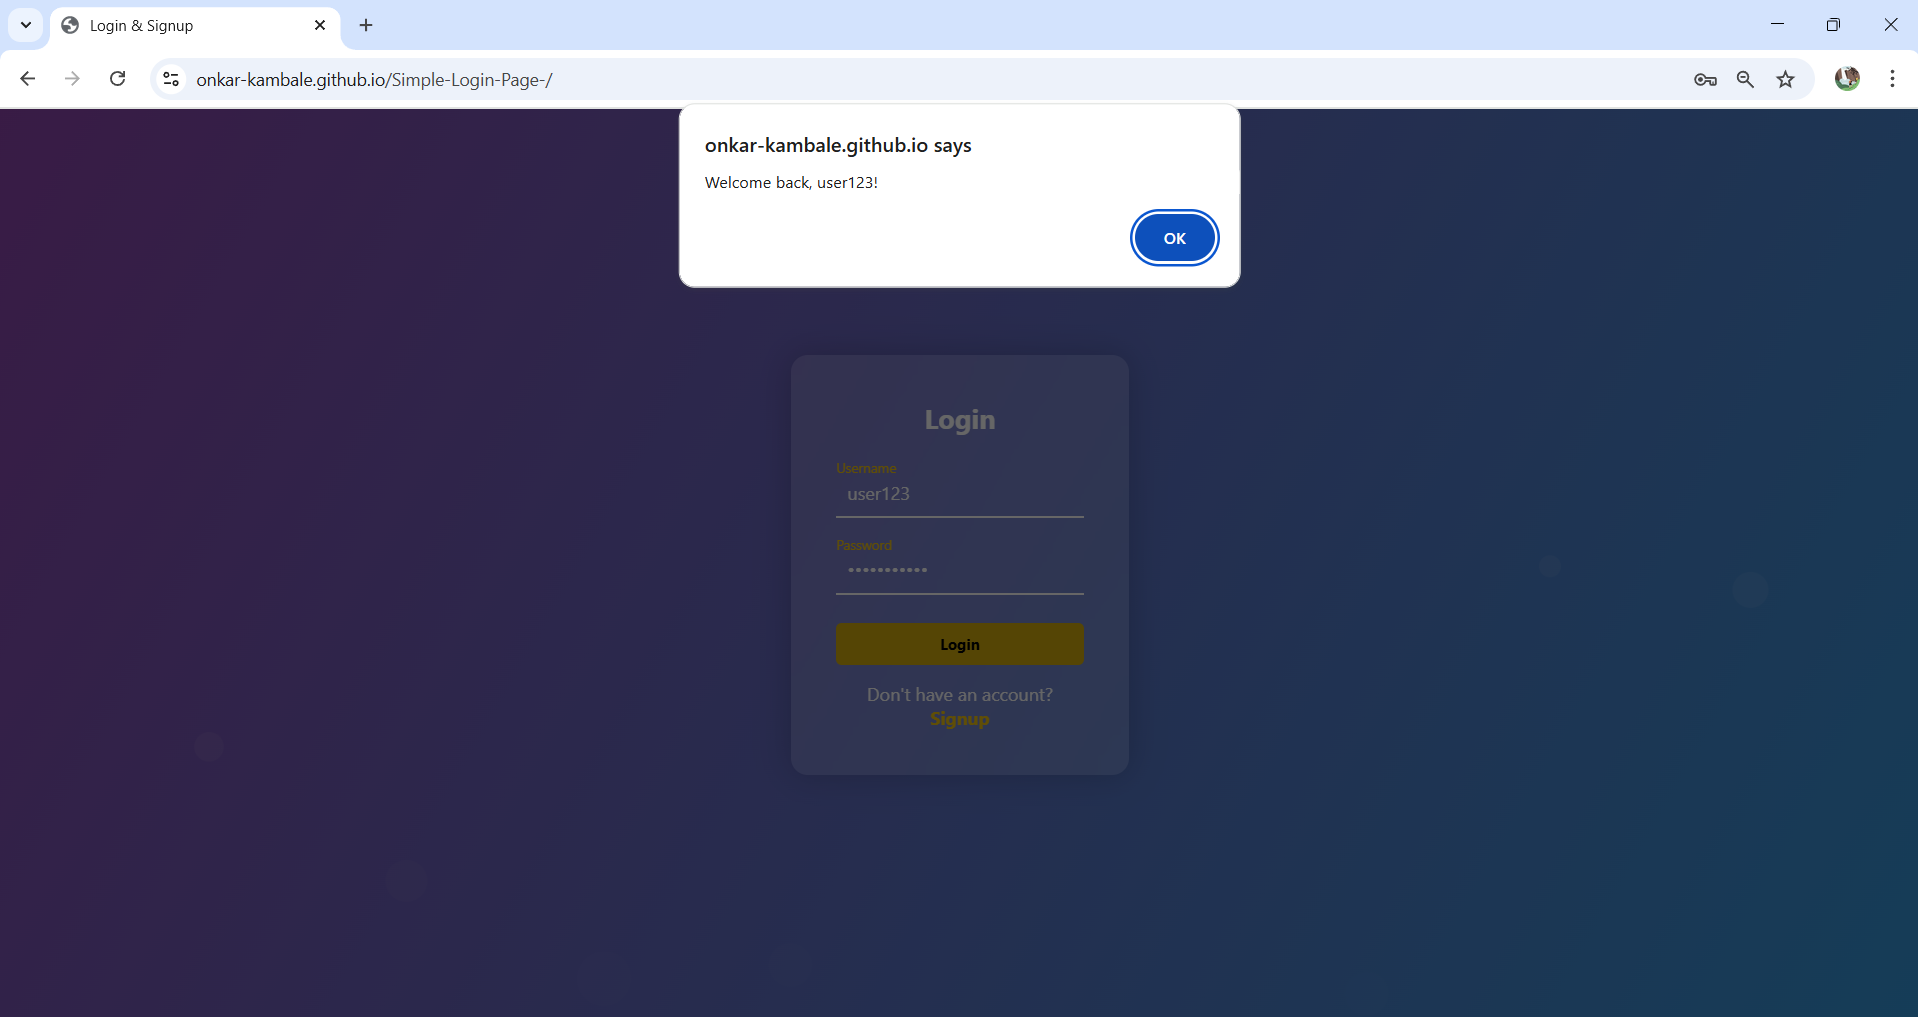 Login & Signup
onkar-kambale.github.io/Simple-Login-Page-/
onkar-kambale.github.io says
Welcome back, user123!
OK
Login
Username
user123
Password
•••••••••••
Login
Don't have an account?
Signup